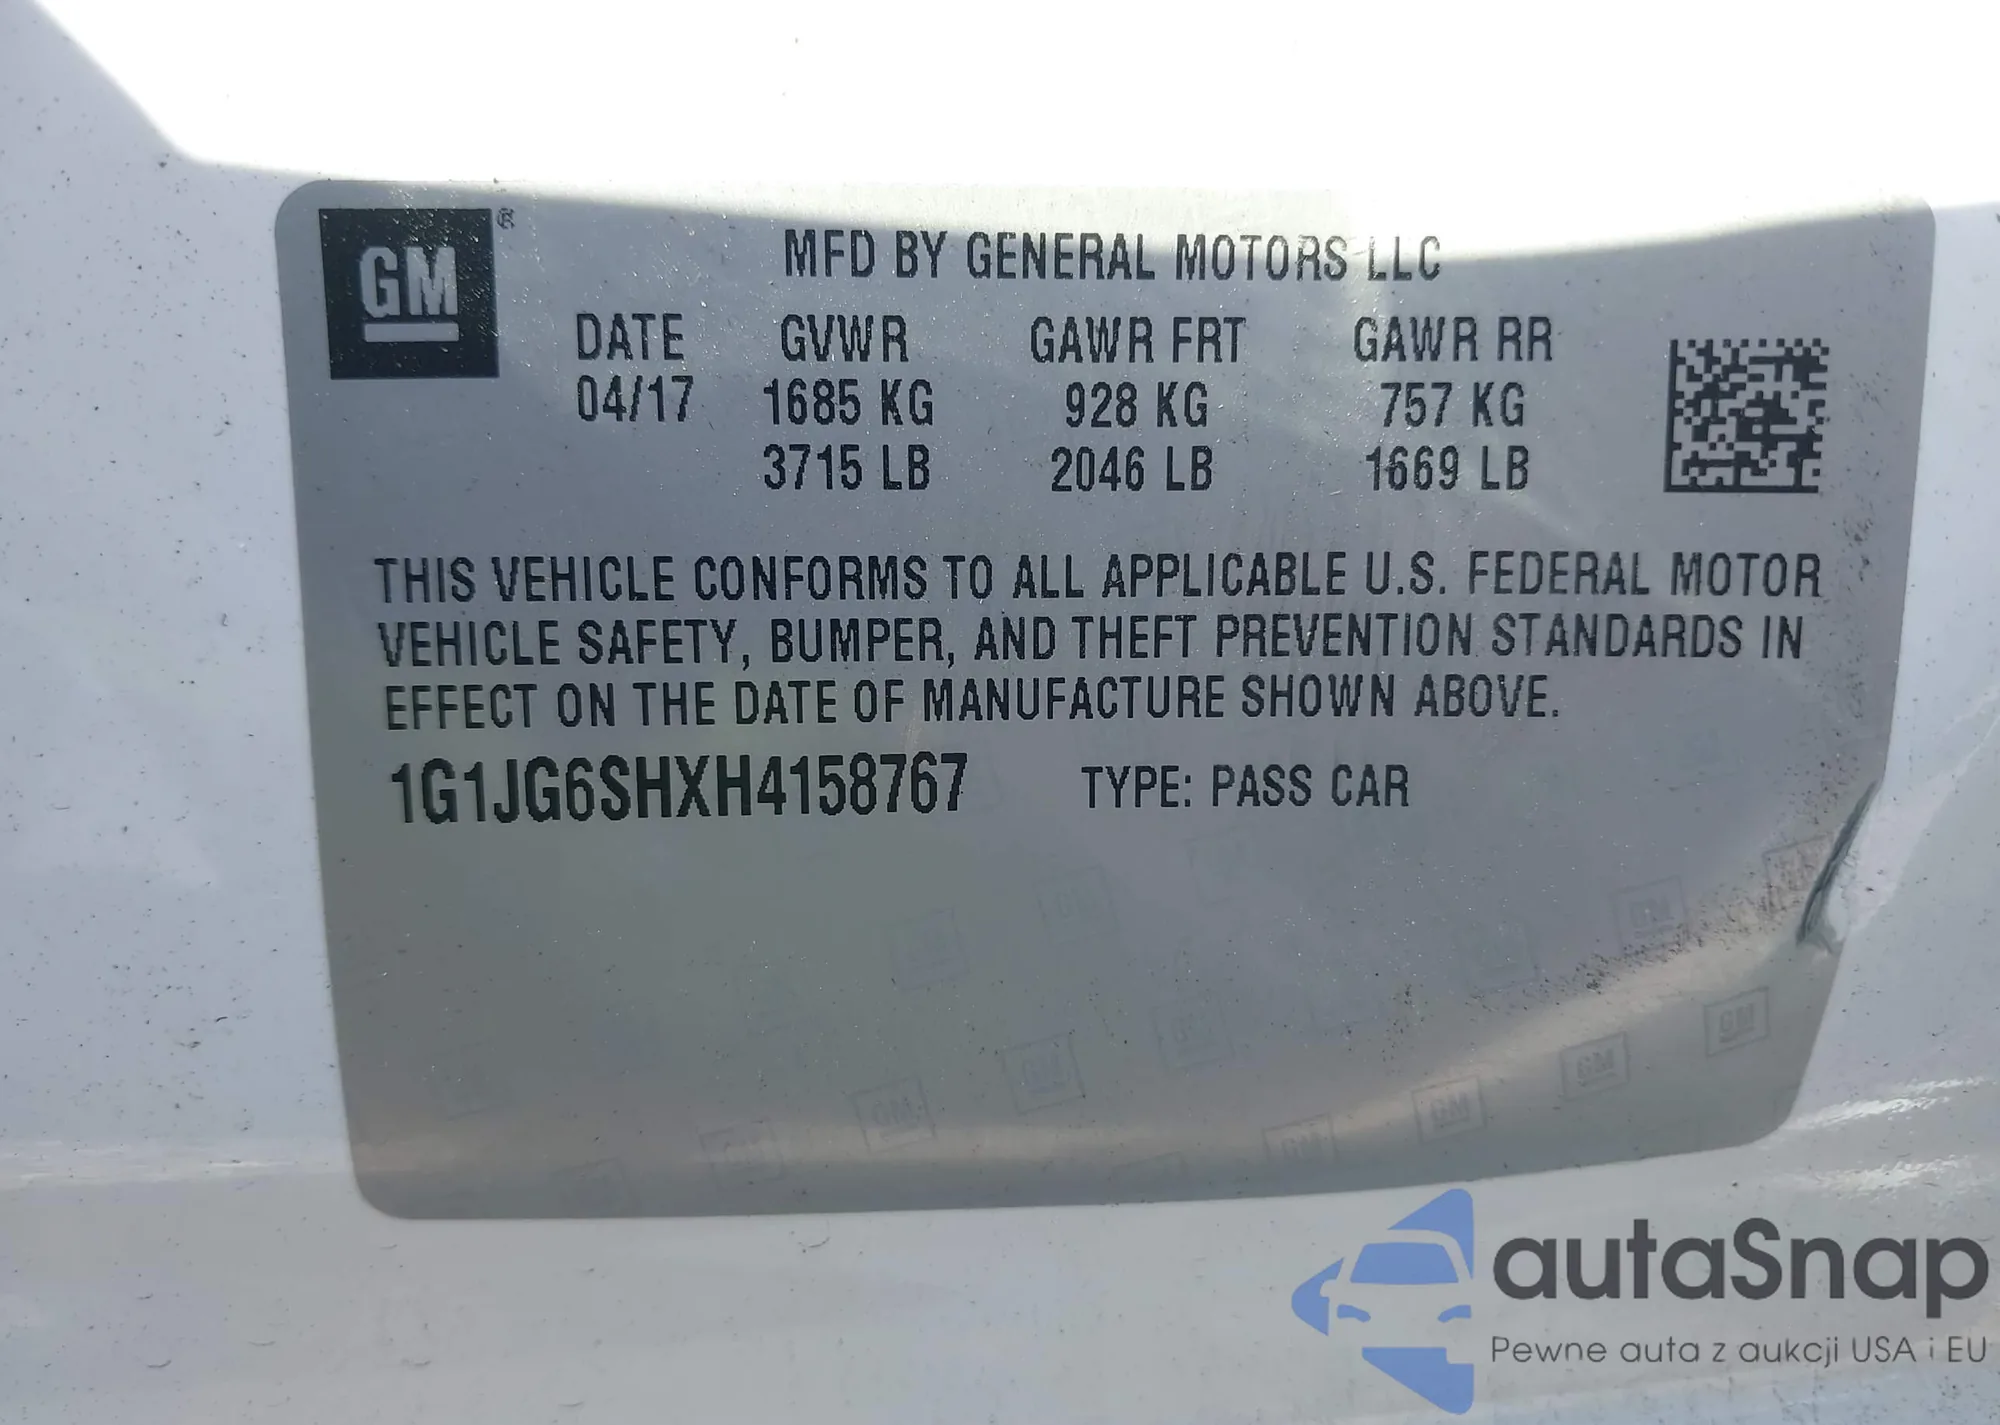 GM ®
MFD BY GENERAL MOTORS LLC
DATE GVWR GAWR FRT GAWR RR
04/17 1685 KG 928 KG 757 KG
3715 LB 2046 LB 1669 LB
THIS VEHICLE CONFORMS TO ALL APPLICABLE U.S. FEDERAL MOTOR
VEHICLE SAFETY, BUMPER, AND THEFT PREVENTION STANDARDS IN
EFFECT ON THE DATE OF MANUFACTURE SHOWN ABOVE.
1G1JG6SHXH4158767 TYPE: PASS CAR
autaSnap
Pewne auta z aukcji USA i EU